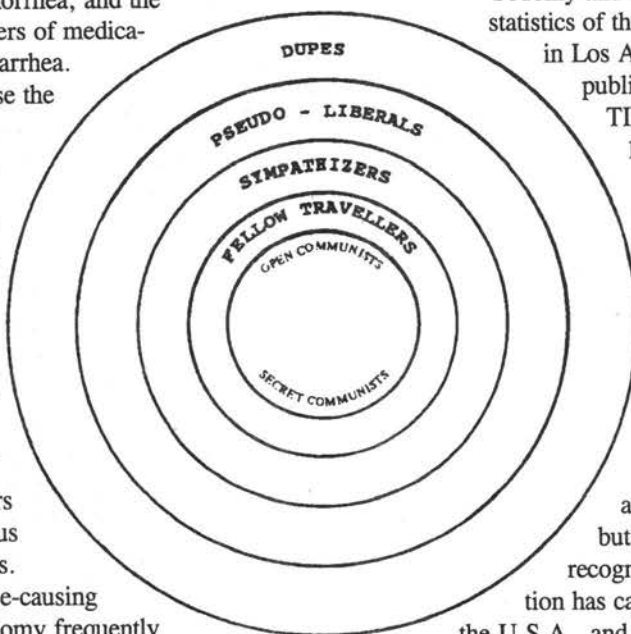 orrhea, and the
ers of medica-
arrhea.
se the
DUPES
PSEUDO - LIBERALS
SYMPATHIZERS
FELLOW TRAVELLERS
OPEN COMMUNISTS
SECRET COMMUNISTS
rs
us
s.
e-causing
omy frequently
statistics of th
in Los A
publi
TI
a
but
recogn
tion has ca
the U.S.A., and